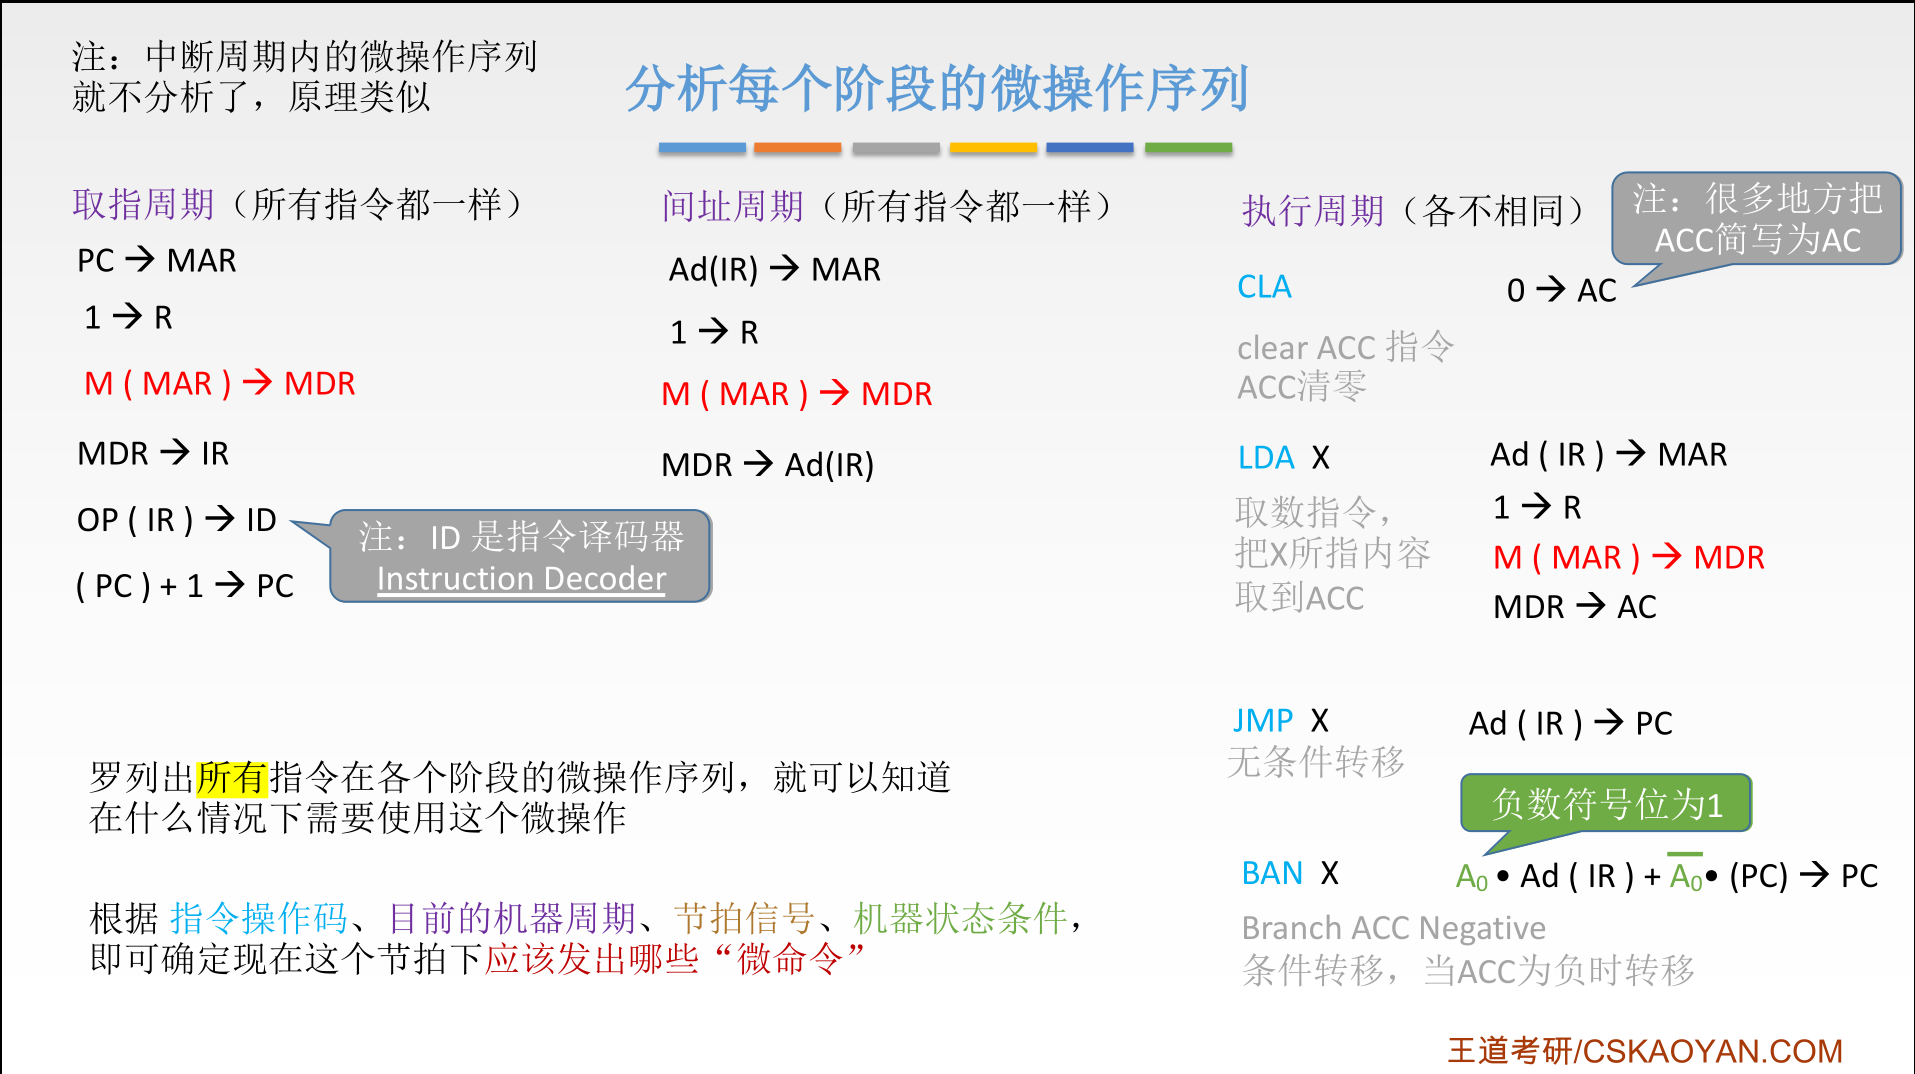 注：中断周期内的微操作序列
就不分析了，原理类似
分析每个阶段的微操作序列
取指周期（所有指令都一样）
PC → MAR
1 → R
M ( MAR ) → MDR
MDR → IR
OP ( IR ) → ID
( PC ) + 1 → PC
注：ID 是指令译码器
Instruction Decoder
间址周期（所有指令都一样）
Ad(IR) → MAR
1 → R
M ( MAR ) → MDR
MDR → Ad(IR)
执行周期（各不相同）
注：很多地方把
ACC简写为AC
CLA 0 → AC
clear ACC 指令
ACC清零
LDA X
取数指令，
把X所指内容
取到ACC
Ad ( IR ) → MAR
1 → R
M ( MAR ) → MDR
MDR → AC
JMP X Ad ( IR ) → PC
无条件转移
负数符号位为1
BAN X A₀ • Ad ( IR ) + A̅₀• (PC) → PC
Branch ACC Negative
条件转移，当ACC为负时转移
罗列出所有指令在各个阶段的微操作序列，就可以知道
在什么情况下需要使用这个微操作
根据 指令操作码、目前的机器周期、节拍信号、机器状态条件，
即可确定现在这个节拍下应该发出哪些“微命令”
王道考研/CSKAOYAN.COM